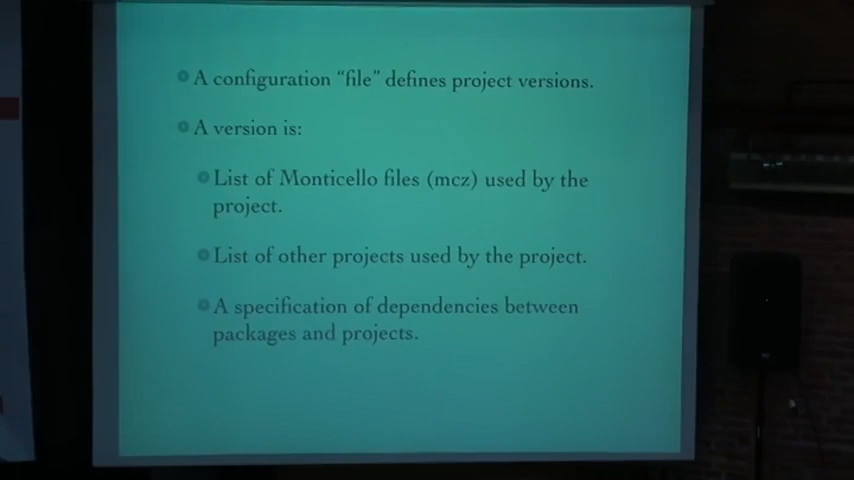 A configuration “file” defines project versions.
A version is:
List of Monticello files (mcz) used by the
project.
List of other projects used by the project.
A specification of dependencies between
packages and projects.